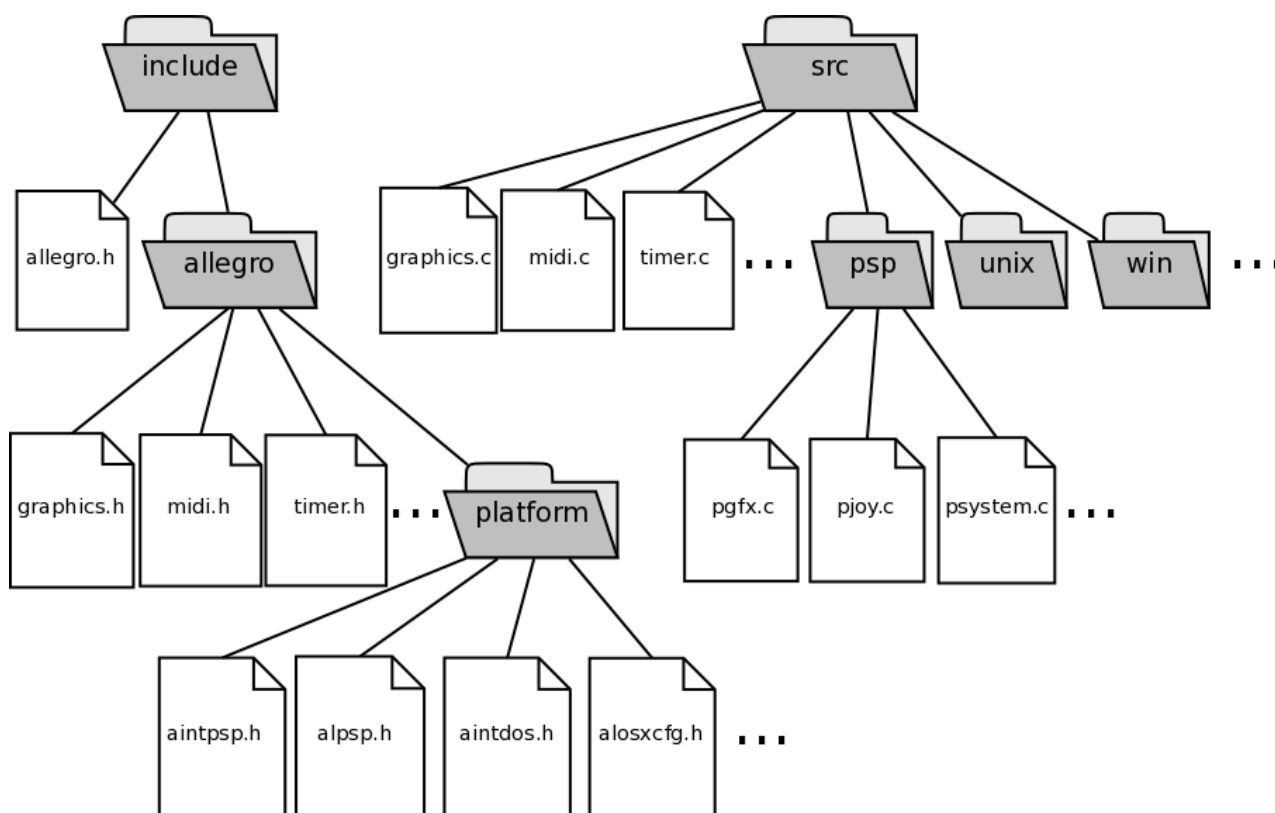 include
src
allegro.h
allegro
graphics.c
midi.c
timer.c
...
psp
unix
win
...
graphics.h
midi.h
timer.h
...
platform
pgfx.c
pjoy.c
psystem.c
...
aintpsp.h
alpsp.h
aintdos.h
alosxcfg.h
...